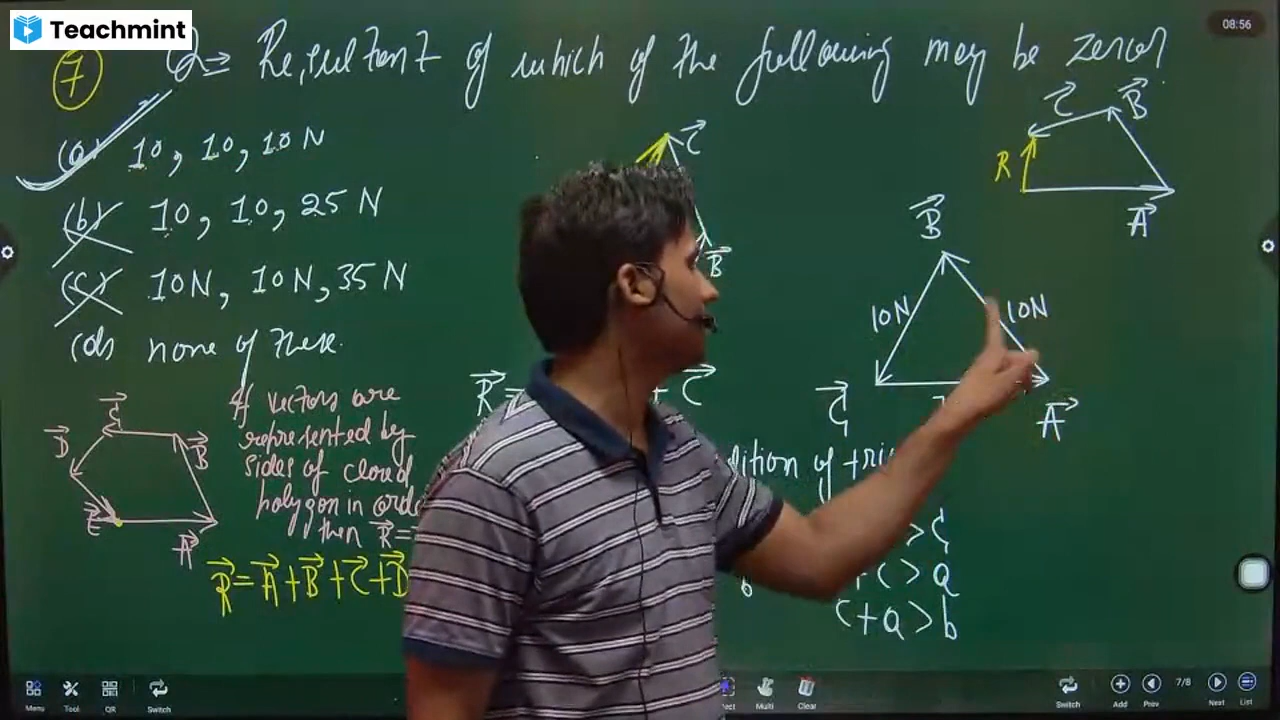 Teachmint
08:56
7
Q⇒ Resultant of which of the following may be zero?
(a) 10, 10, 10 N
(b) 10, 10, 25 N
(c) 10N, 10N, 35 N
(d) none of these.
C
B
R
A
C
B
B
10N
10N
C
A
C
D
B
E
A
If vectors are
represented by
sides of closed
polygon in orde
then R=
R = A + B + C + D
R =
+ C
dition of tri
> C
+ C > a
C + a > b
b
Menu
Tool
QR
Switch
Multi
Clear
Switch
Add
Prev
7/8
Next
List